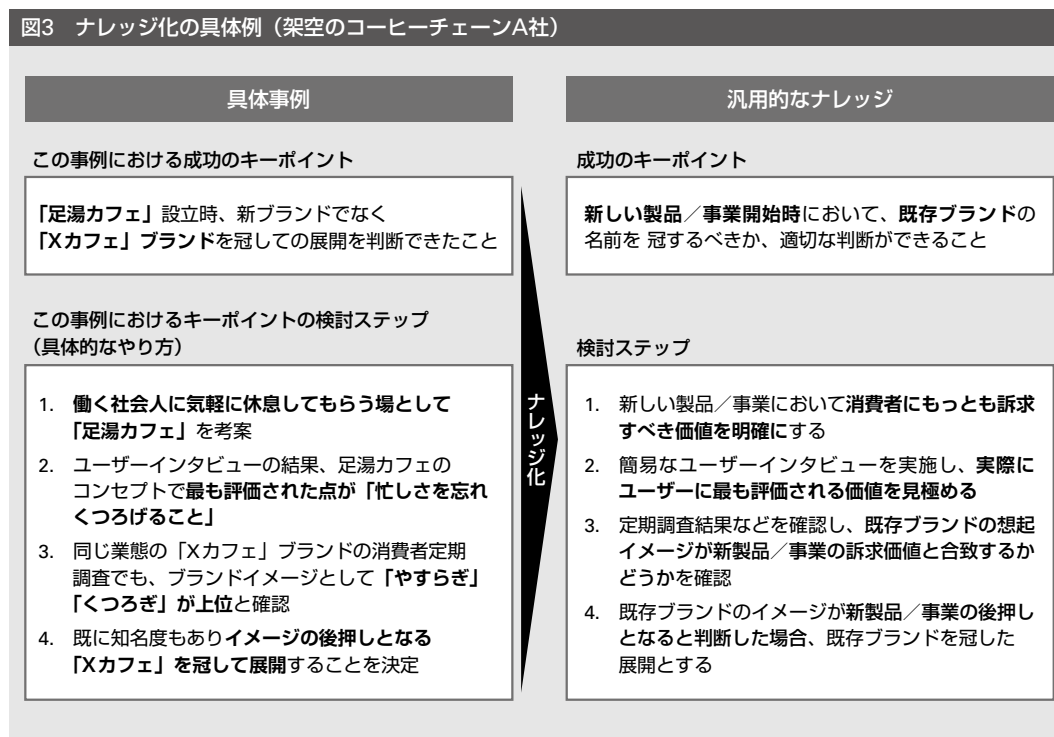 図3 ナレッジ化の具体例（架空のコーヒーチェーンA社）
具体事例
この事例における成功のキーポイント
「足湯カフェ」設立時、新ブランドでなく
「Xカフェ」ブランドを冠しての展開を判断できたこと
この事例におけるキーポイントの検討ステップ
（具体的なやり方）
1. 働く社会人に気軽に休息してもらう場として
「足湯カフェ」を考案
2. ユーザーインタビューの結果、足湯カフェの
コンセプトで最も評価された点が「忙しさを忘れ
くつろげること」
3. 同じ業態の「Xカフェ」ブランドの消費者定期
調査でも、ブランドイメージとして「やすらぎ」
「くつろぎ」が上位と確認
4. 既に知名度もありイメージの後押しとなる
「Xカフェ」を冠して展開することを決定
ナレッジ化
汎用的なナレッジ
成功のキーポイント
新しい製品／事業開始時において、既存ブランドの
名前を 冠するべきか、適切な判断ができること
検討ステップ
1. 新しい製品／事業において消費者にもっとも訴求
すべき価値を明確にする
2. 簡易なユーザーインタビューを実施し、実際に
ユーザーに最も評価される価値を見極める
3. 定期調査結果などを確認し、既存ブランドの想起
イメージが新製品／事業の訴求価値と合致するか
どうかを確認
4. 既存ブランドのイメージが新製品／事業の後押し
となると判断した場合、既存ブランドを冠した
展開とする